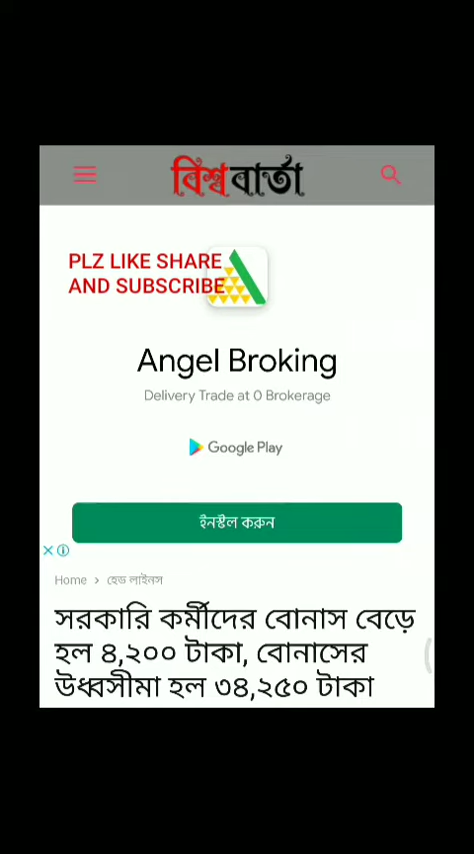 বিশ্ববার্তা
PLZ LIKE SHARE
AND SUBSCRIBE
Angel Broking
Delivery Trade at 0 Brokerage
Google Play
ইনস্টল করুন
Home > হেড লাইনস
সরকারি কর্মীদের বোনাস বেড়ে
হল ৪,২০০ টাকা, বোনাসের
উধ্বসীমা হল ৩৪,২৫০ টাকা